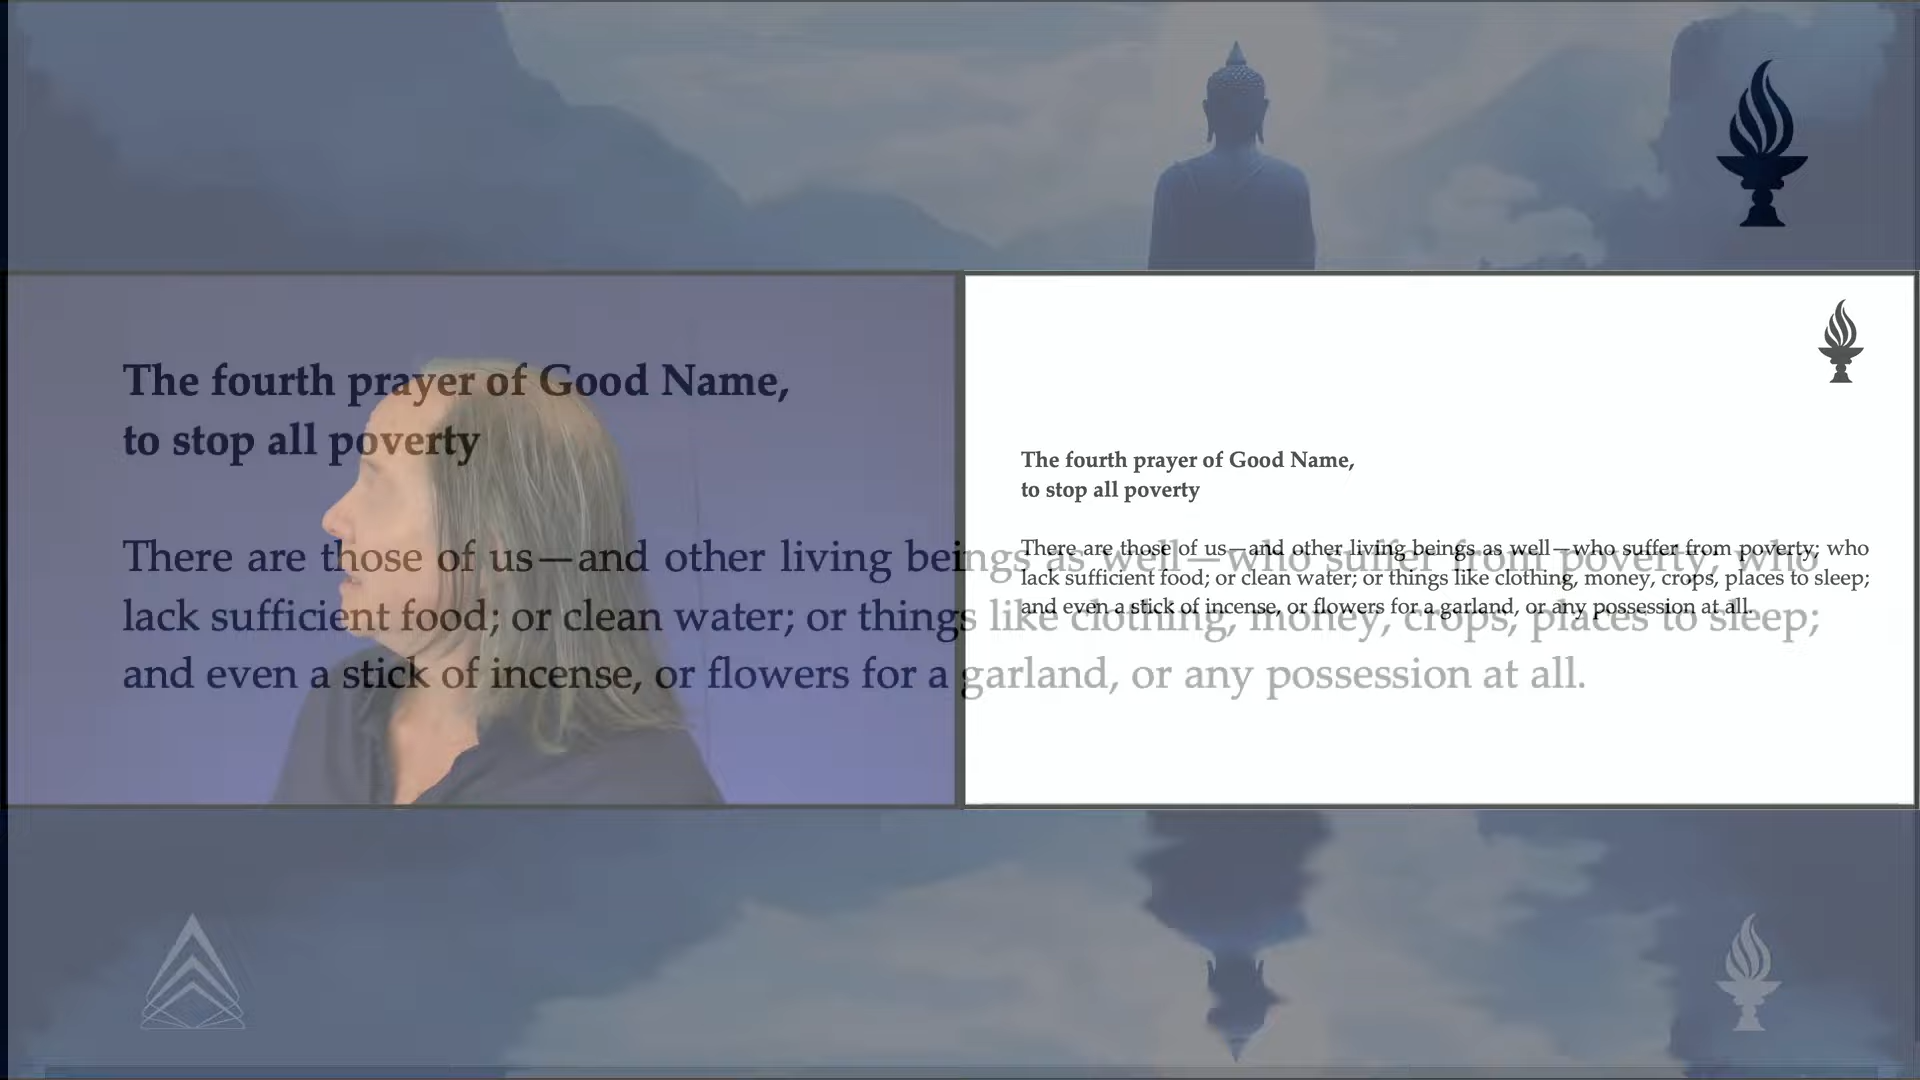 The fourth prayer of Good Name,
to stop all poverty
There are those of us—and other living beings as well—who suffer from poverty; who
lack sufficient food; or clean water; or things like clothing, money, crops, places to sleep;
and even a stick of incense, or flowers for a garland, or any possession at all.
The fourth prayer of Good Name,
to stop all poverty
There are those of us—and other living beings as well—who suffer from poverty; who
lack sufficient food; or clean water; or things like clothing, money, crops, places to sleep;
and even a stick of incense, or flowers for a garland, or any possession at all.